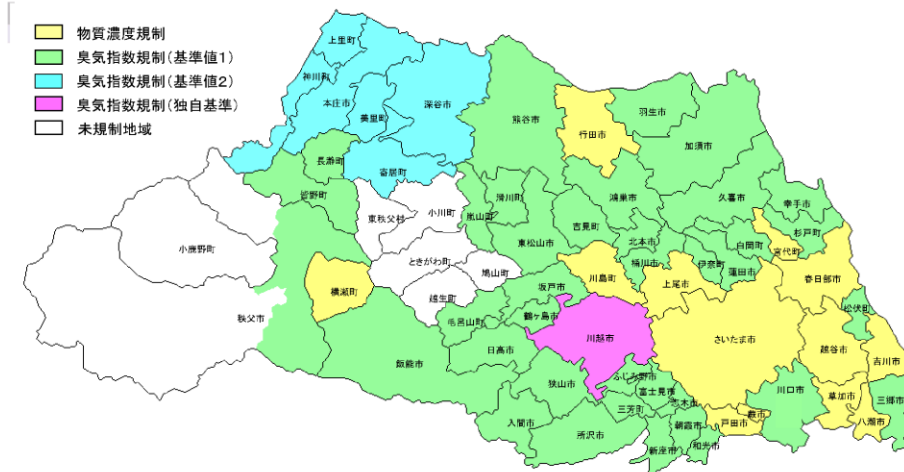 物質濃度規制
臭気指数規制(基準値1)
臭気指数規制(基準値2)
臭気指数規制(独自基準)
未規制地域
上里町
神川町
本庄市
美里町
深谷市
寄居町
長瀞町
皆野町
小鹿野町
秩父市
横瀬町
東秩父村
小川町
ときがわ町
越生町
鳩山町
毛呂山町
飯能市
日高市
鶴ヶ島市
坂戸市
熊谷市
行田市
羽生市
加須市
嵐山町
滑川町
東松山市
吉見町
鴻巣市
北本市
桶川市
川島町
上尾市
伊奈町
久喜市
白岡町
蓮田市
宮代町
幸手市
杉戸町
春日部市
松伏町
川越市
さいたま市
越谷市
吉川市
三郷市
草加市
八潮市
川口市
蕨市
戸田市
ふじみ野市
富士見市
志木市
三芳町
朝霞市
和光市
新座市
狭山市
入間市
所沢市